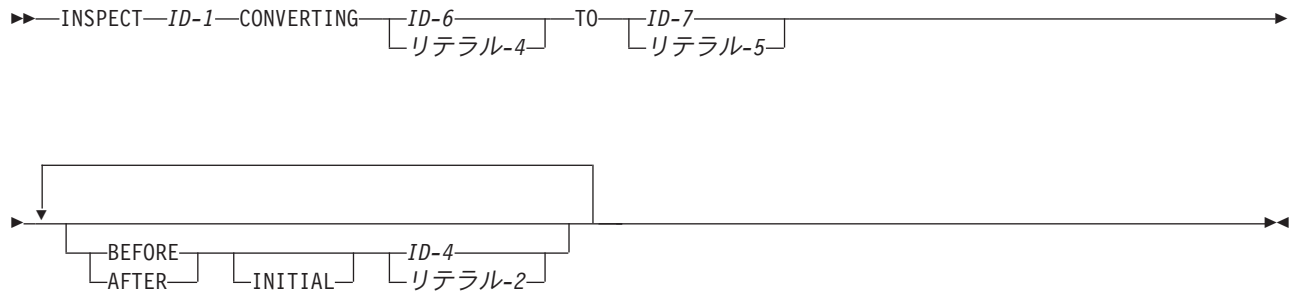 INSPECT ID-1 CONVERTING ID-6 TO ID-7
リテラル-4 リテラル-5
BEFORE ID-4
AFTER INITIAL リテラル-2